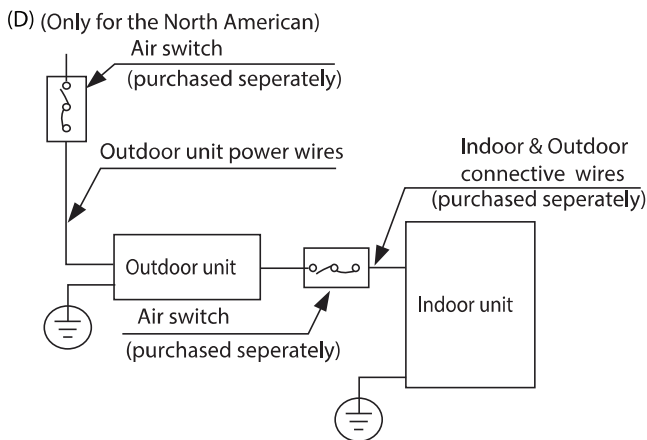 (D) (Only for the North American)
Air switch
(purchased seperately)
Outdoor unit power wires
Indoor & Outdoor
connective wires
(purchased seperately)
Outdoor unit
Indoor unit
Air switch
(purchased seperately)